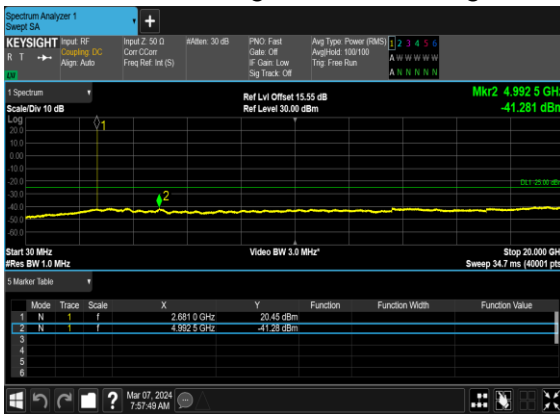 Spectrum Analyzer 1
Swept SA
+
KEYSIGHT Input: RF Input Z: 50 Ω #Atten: 30 dB PNO: Fast Avg Type: Power (RMS) 1 2 3 4 5 6
R T Coupling: DC Corr CCorr Gate: Off Avg|Hold: 100/100 A W W W W W
Align: Auto Freq Ref: Int (S) IF Gain: Low Trig: Free Run
LV Sig Track: Off A N N N N N
1 Spectrum Ref Lvl Offset 15.55 dB Mkr2 4.992 5 GHz
Scale/Div 10 dB Ref Level 30.00 dBm -41.281 dBm
Log
20.0
1
10.0
0.00
-10.0
-20.0
DL1 -25.00 dBm
-30.0
2
-40.0
-50.0
-60.0
Start 30 MHz Video BW 3.0 MHz* Stop 20.000 GH
#Res BW 1.0 MHz Sweep 34.7 ms (40001 pts
5 Marker Table
Mode Trace Scale X Y Function Function Width Function Value
1 N 1 f 2.681 0 GHz 20.45 dBm
2 N 1 f 4.992 5 GHz -41.28 dBm
3
4
5
6
? Mar 07, 2024
7:57:49 AM